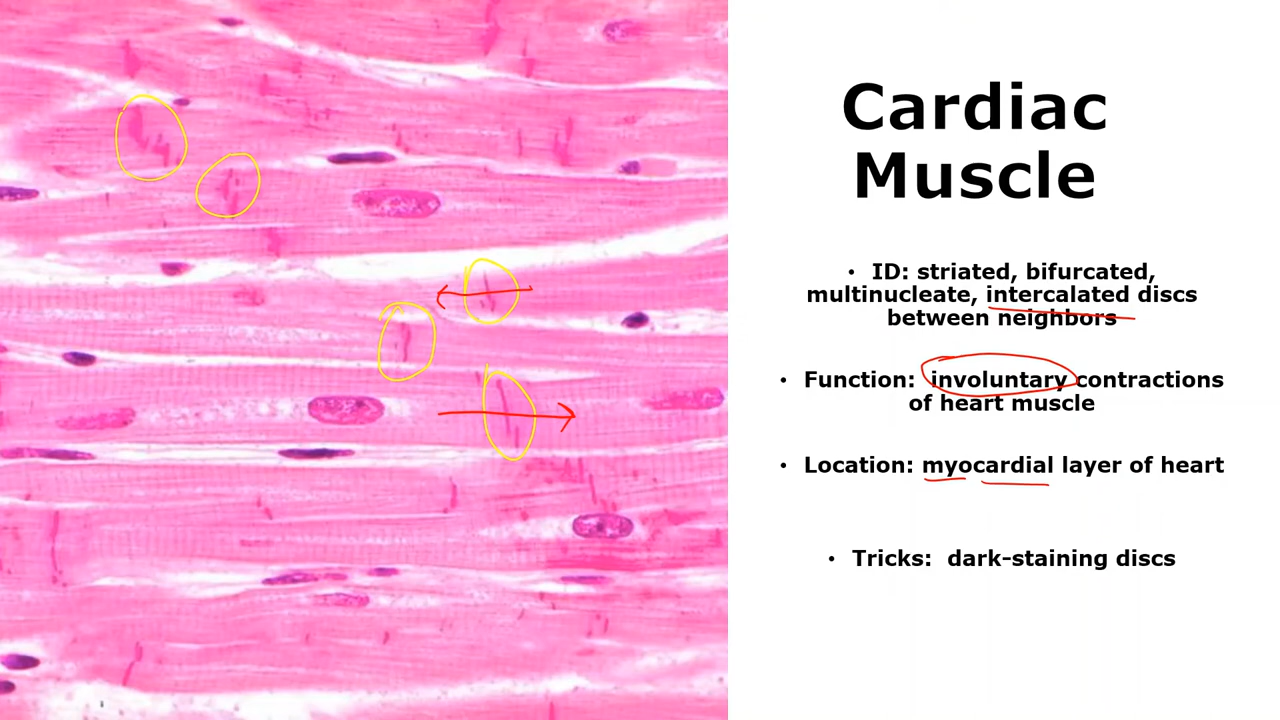 Cardiac
Muscle
• ID: striated, bifurcated,
multinucleate, intercalated discs
between neighbors
• Function: involuntary contractions
of heart muscle
• Location: myocardial layer of heart
• Tricks: dark-staining discs